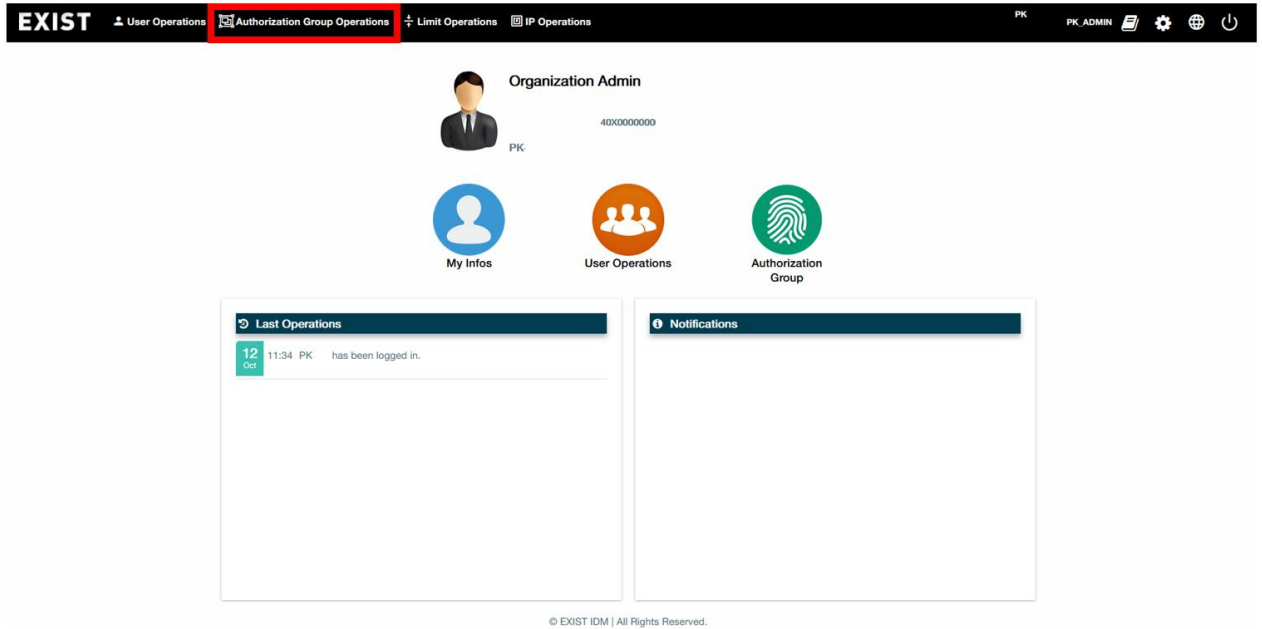 EXIST User Operations Authorization Group Operations Limit Operations IP Operations PK PK_ADMIN
Organization Admin
40X0000000
PK
My Infos User Operations Authorization
Group
Last Operations
12
Oct
11:34 PK has been logged in.
Notifications
© EXIST IDM | All Rights Reserved.